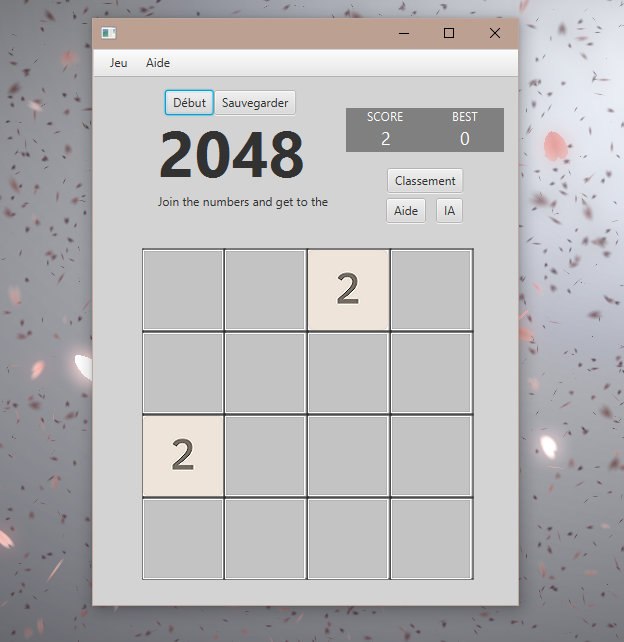 Jeu Aide
Début Sauvegarder
SCORE BEST
2 0
2048
Classement
Join the numbers and get to the
Aide IA
2
2